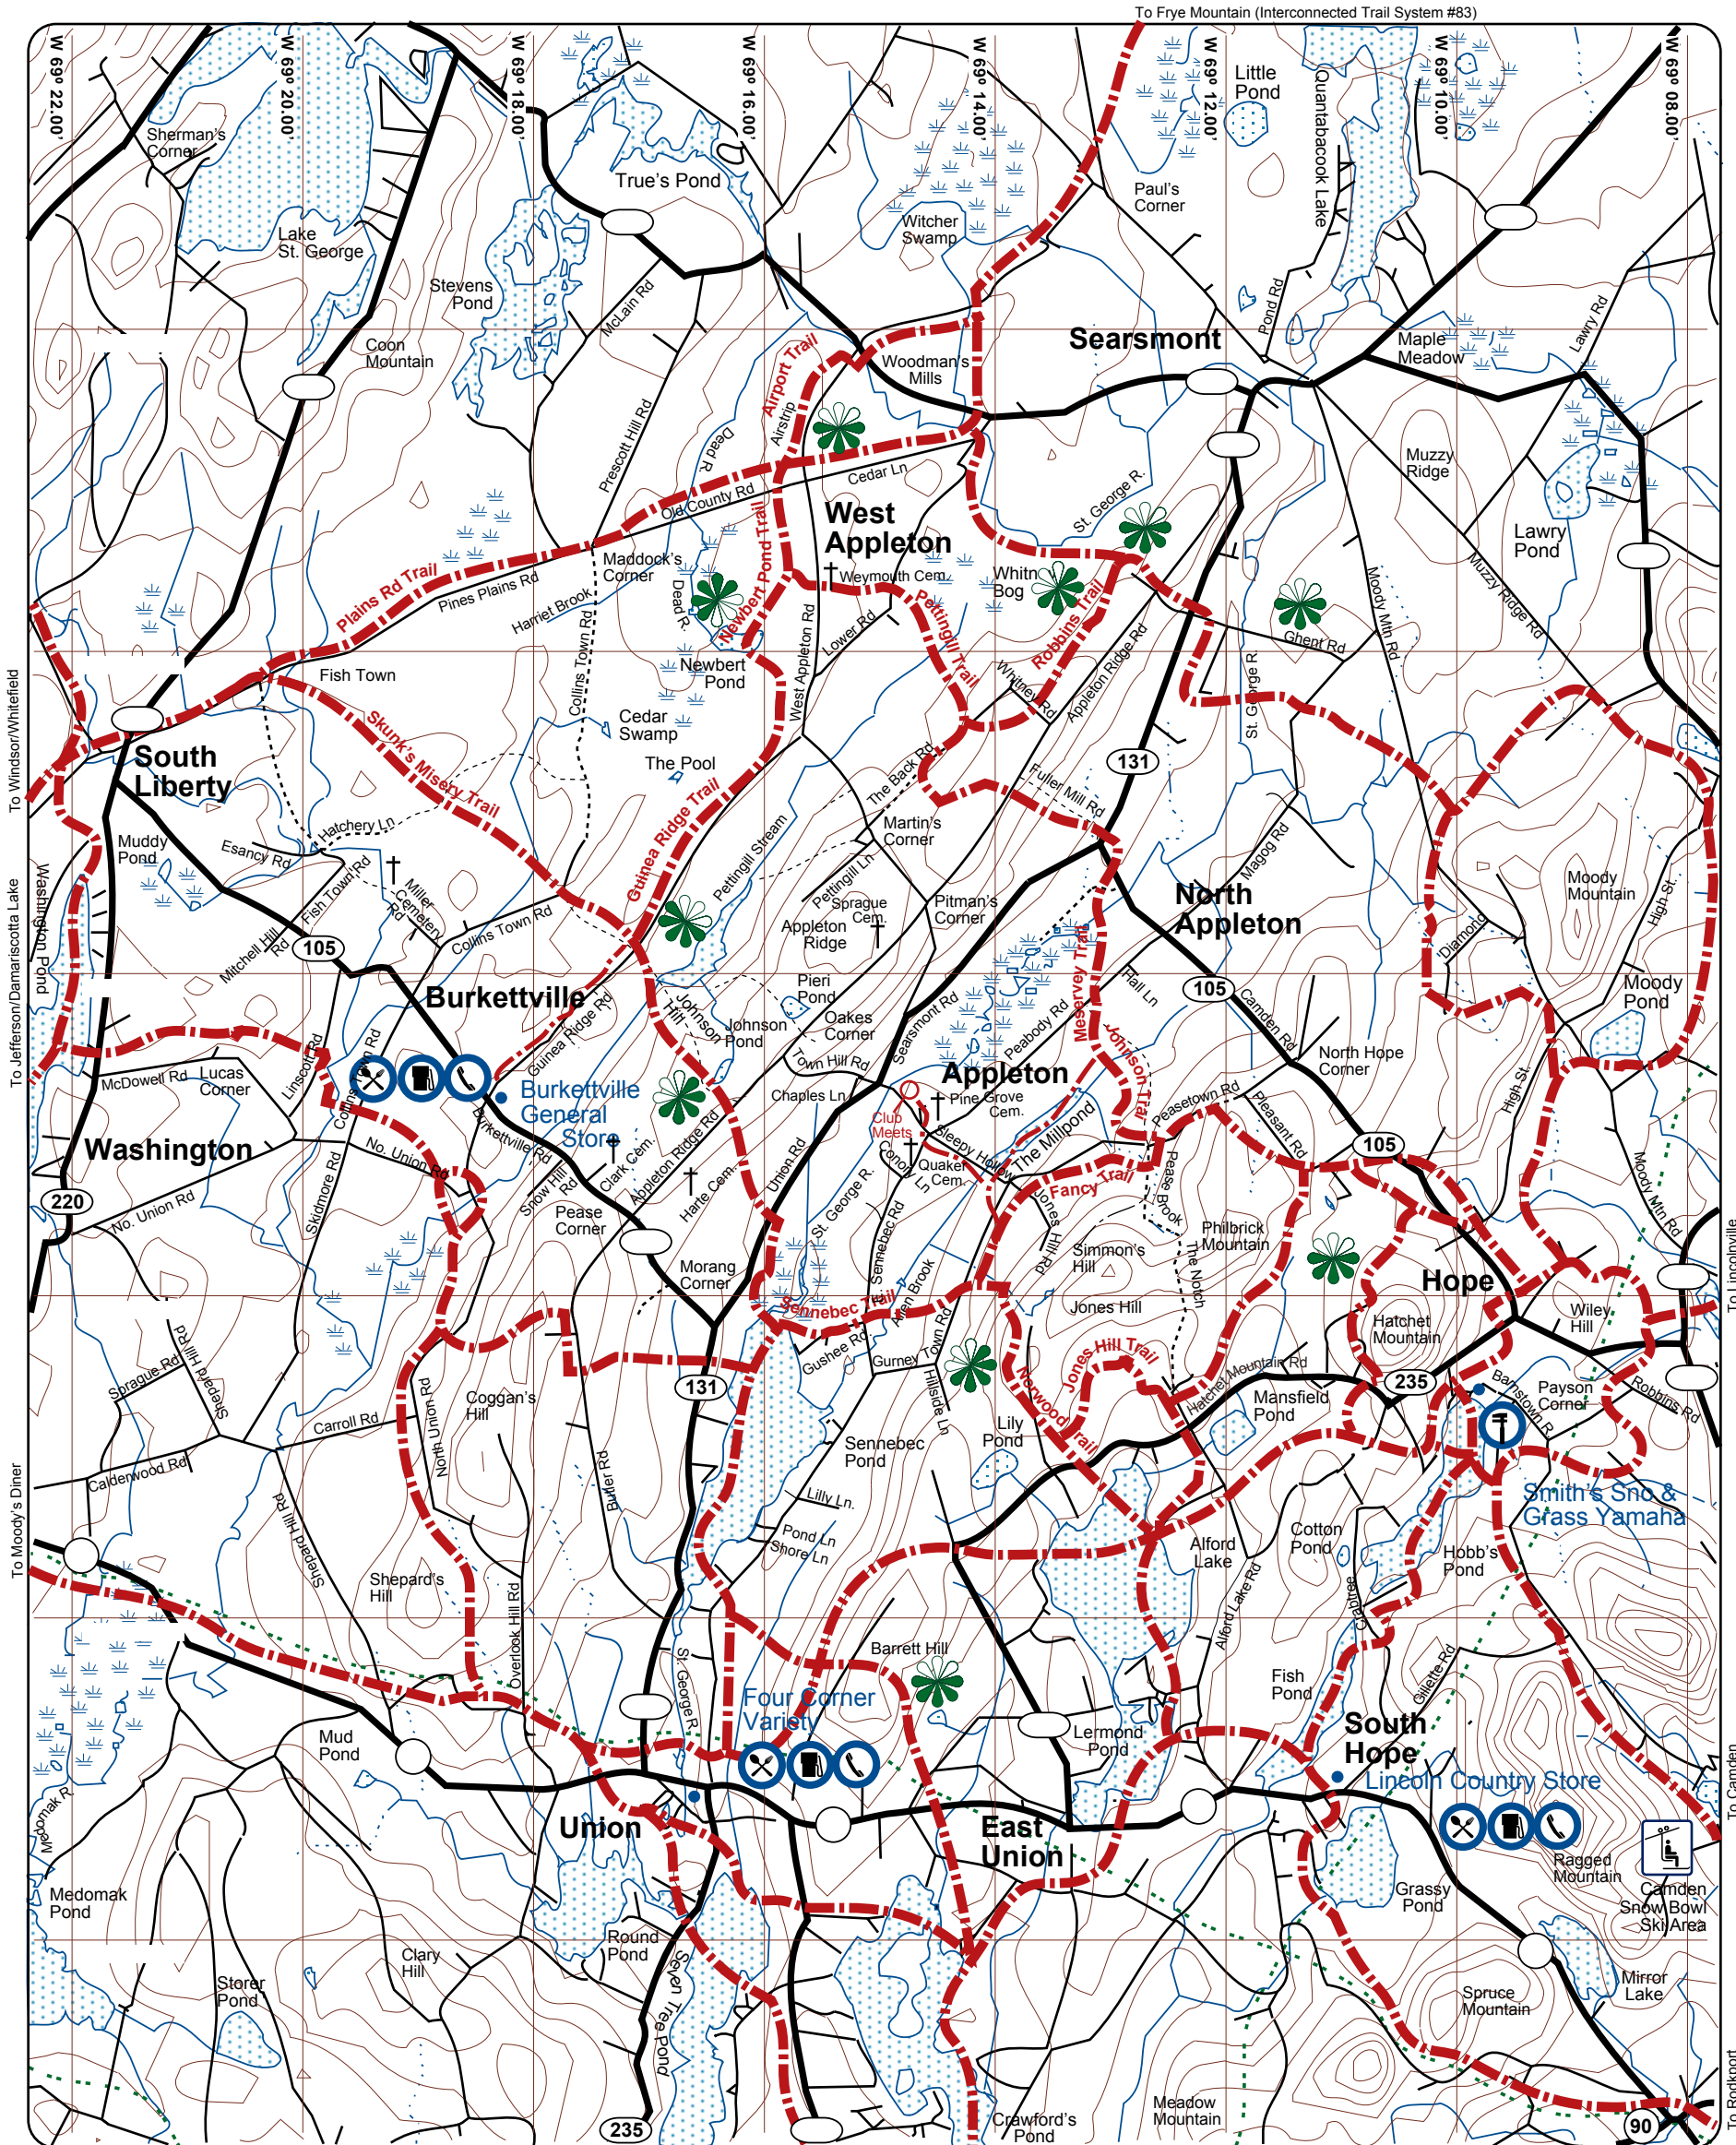 To Frye Mountain (Interconnected Trail System #83)
W 69º 22.00'
W 69º 20.00'
W 69º 18.00'
W 69º 16.00'
W 69º 14.00'
W 69º 12.00'
W 69º 10.00'
W 69º 08.00'
Sherman's
Corner
Lake
St. George
True's Pond
Stevens
Pond
McLain Rd
Coon
Mountain
Witcher
Swamp
Paul's
Corner
Little
Pond
Quantabacook Lake
Pond Rd
Searsmont
Maple
Meadow
Lawry Rd
Woodman's
Mills
Airport Trail
Airstrip
Prescott Hill Rd
Dead R.
Old County Rd
Cedar Ln
West
Appleton
St. George R.
Muzzy
Ridge
Lawry
Pond
Muzzy Ridge Rd
Moody Mtn Rd
Ghent Rd
Plains Rd Trail
Pines Plains Rd
Maddock's
Corner
Harriet Brook
Dead R.
Newbert Pond Trail
Weymouth Cem.
Whitn
Bog
Robbins Trail
Pettingill Trail
Lower Rd
West Appleton Rd
Newbert
Pond
Whitney Rd
Appleton Ridge Rd
St. George R.
Fish Town
Collins Town Rd
Cedar
Swamp
The Pool
To Windsor/Whitefield
South
Liberty
Skunk's Misery Trail
The Back Rd
Fuller Mill Rd
131
Guinea Ridge Trail
Pettingill Stream
Martin's
Corner
Muddy
Pond
Esancy Rd
Hatchery Ln
Fish Town Rd
Miller
Cemetery
Rd
Pettingill Ln
Sprague
Cem.
Appleton
Ridge
Pitman's
Corner
North
Appleton
Magog Rd
Moody
Mountain
High St.
Diamond
Washington Pond
To Jefferson/Damariscotta Lake
Mitchell Hill
Rd
105
Collins Town Rd
Burkettville
Pieri
Pond
Oakes
Corner
Johnson
Hill
Johnson
Pond
Town Hill Rd
Searsmont Rd
Meservey Trail
Hall Ln
105
Camden Rd
Moody
Pond
Peabody Rd
Guinea Ridge Rd
North Hope
Corner
McDowell Rd
Lucas
Corner
Linscott Rd
Collins Town Rd
Burkettville
General
Store
Chaples Ln
Appleton
Pine Grove
Cem.
Club
Meets
Johnson Trail
Peasetown Rd
Pleasant Rd
High St.
105
Washington
No. Union Rd
Burkettville Rd
Clark Cem.
Appleton Ridge Rd
Harte Cem.
Union Rd
Sleepy Hollow
The Millpond
Quaker
Cem.
Conory Ln
Fancy Trail
Jones Hill Rd
Pease Brook
Moody Mtn Rd
220
No. Union Rd
Skidmore Rd
Snow Hill
Rd
Pease
Corner
St. George R.
Sennebec Rd
Simmon's
Hill
Philbrick
Mountain
The Notch
Morang
Corner
Sennebec Trail
Allen Brook
Jones Hill
Hope
Hatchet
Mountain
Wiley
Hill
To Lincolnville
Gushee Rd
Gurney Town Rd
Hillside Ln
Jones Hill Trail
Norwood Trail
Hatchet Mountain Rd
Sprague Rd
Shepard Hill Rd
131
235
Mansfield
Pond
Barnstown R
Payson
Corner
Robbins Rd
Carroll Rd
North Union Rd
Coggan's
Hill
Butler Rd
Sennebec
Pond
Lily
Pond
Calderwood Rd
Shepard Hill Rd
Lilly Ln.
Pond Ln
Shore Ln
Smith's Sno &
Grass Yamaha
To Moody's Diner
Alford
Lake
Cotton
Pond
Hobb's
Pond
Shepard's
Hill
Overlook Hill Rd
Alford Lake Rd
Crabtree
St. George R.
Barrett Hill
Fish
Pond
Gillette Rd
Four Corner
Variety
Lermond
Pond
South
Hope
Mud
Pond
Lincoln Country Store
To Camden
Medomak R.
Union
East
Union
Ragged
Mountain
Camden
Snow Bowl
Ski Area
Medomak
Pond
Grassy
Pond
Round
Pond
Clary
Hill
Seven Tree Pond
Storer
Pond
Spruce
Mountain
Mirror
Lake
235
Crawford's
Pond
Meadow
Mountain
90
To Rockport